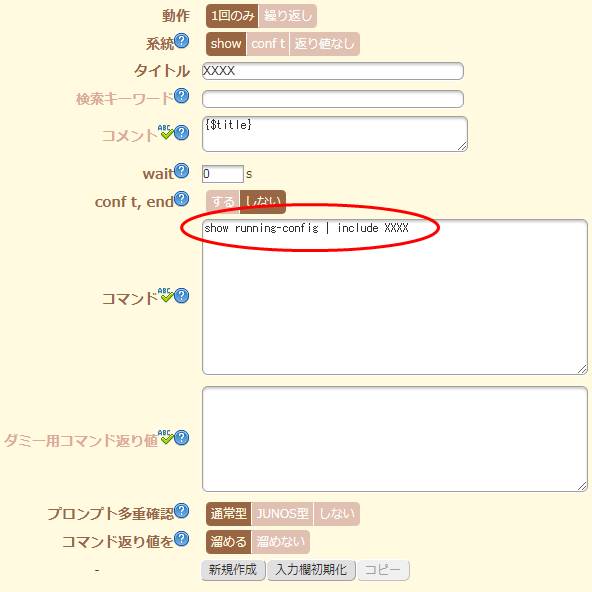 動作 1回のみ 繰り返し
系統 ? show conf t 返り値なし
タイトル XXXX
検索キーワード ?
コメント ABC ? {$title}
wait ? 0 s
conf t, end ? する しない
show running-config | include XXXX
コマンド ABC ?
ダミー用コマンド返り値 ABC ?
プロンプト多重確認 ? 通常型 JUNOS型 しない
コマンド返り値を ? 溜める 溜めない
- 新規作成 入力欄初期化 コピー